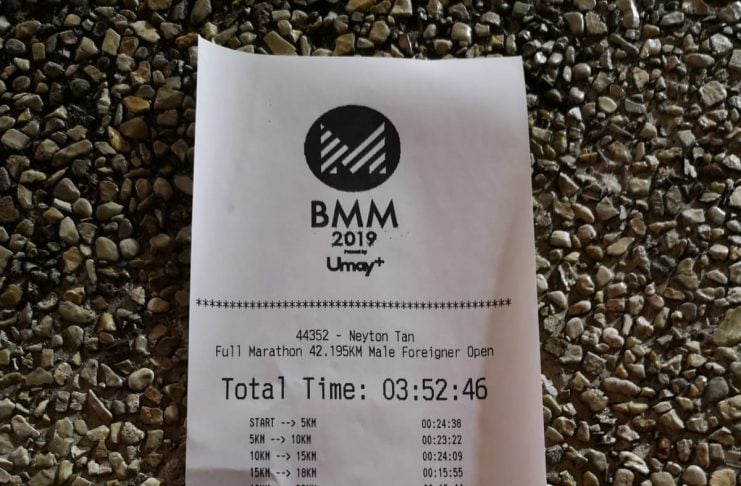 BMM
2019
Presented by
Umay+
************************************************
44352 - Neyton Tan
Full Marathon 42.195KM Male Foreigner Open
Total Time: 03:52:46
START --> 5KM 00:24:38
5KM --> 10KM 00:23:22
10KM --> 15KM 00:24:09
15KM --> 18KM 00:15:55